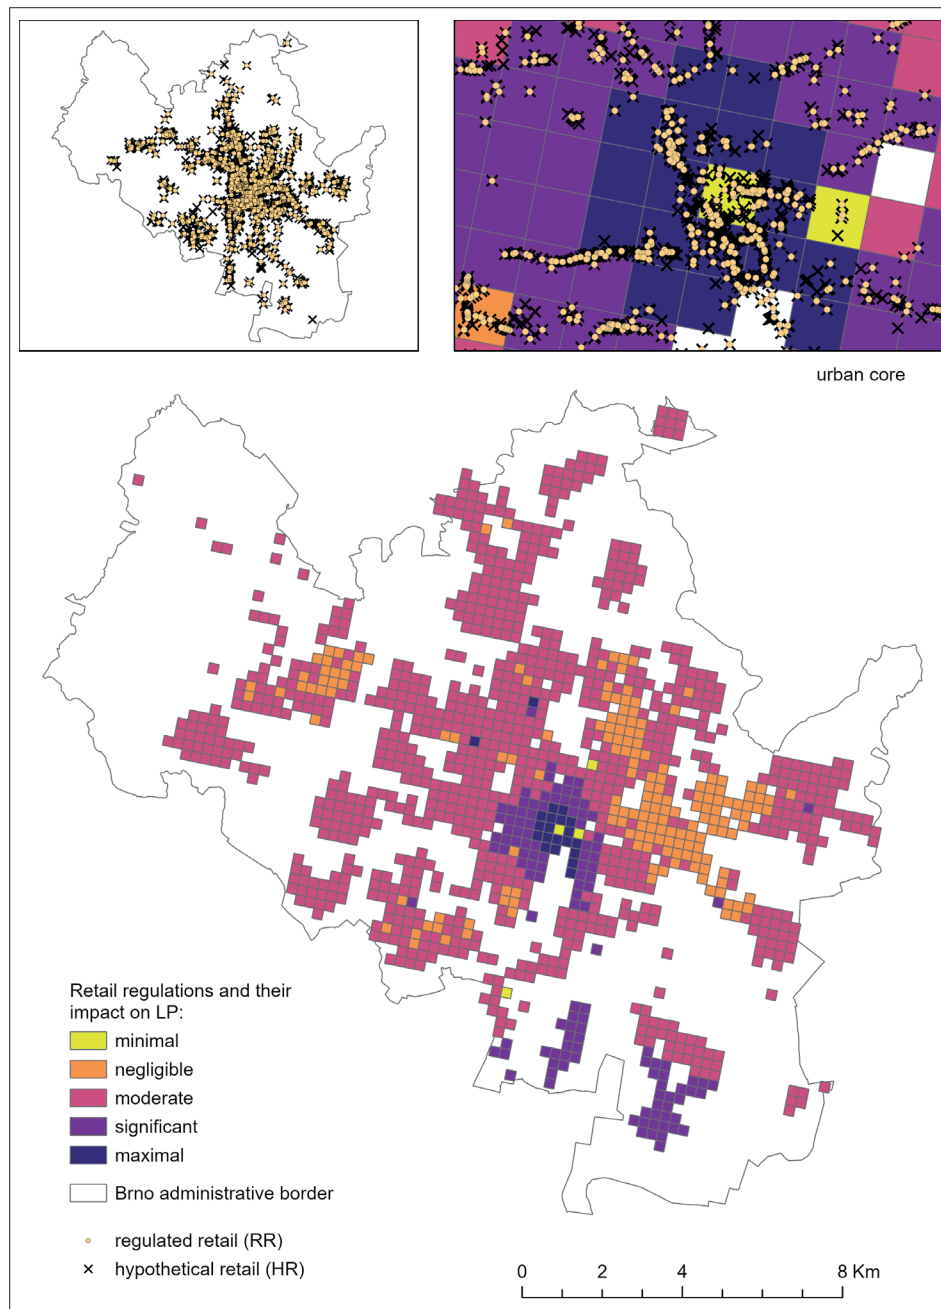 urban core
Retail regulations and their
impact on LP:
minimal
negligible
moderate
significant
maximal
Brno administrative border
regulated retail (RR)
hypothetical retail (HR)
0 2 4 8 Km